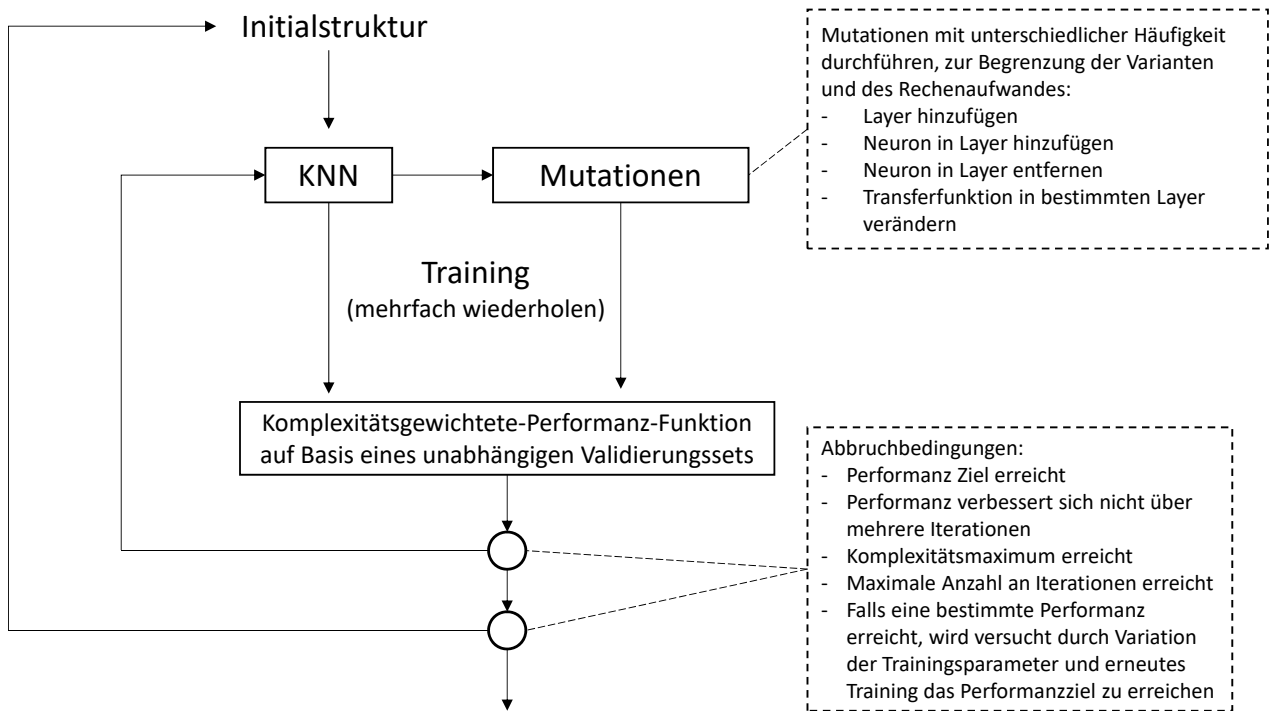 Initialstruktur
KNN
Mutationen
Training
(mehrfach wiederholen)
Komplexitätsgewichtete-Performanz-Funktion
auf Basis eines unabhängigen Validierungssets
Mutationen mit unterschiedlicher Häufigkeit
durchführen, zur Begrenzung der Varianten
und des Rechenaufwandes:
- Layer hinzufügen
- Neuron in Layer hinzufügen
- Neuron in Layer entfernen
- Transferfunktion in bestimmten Layer
verändern
Abbruchbedingungen:
- Performanz Ziel erreicht
- Performanz verbessert sich nicht über
mehrere Iterationen
- Komplexitätsmaximum erreicht
- Maximale Anzahl an Iterationen erreicht
- Falls eine bestimmte Performanz
erreicht, wird versucht durch Variation
der Trainingsparameter und erneutes
Training das Performanzziel zu erreichen